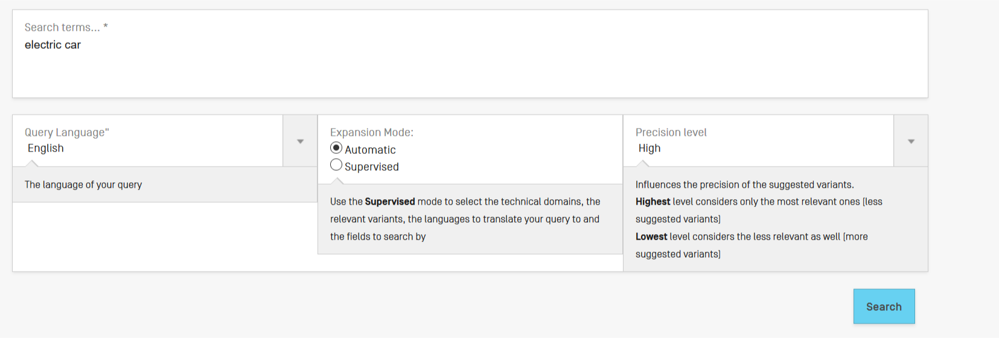 Search terms... *
electric car
Query Language"
English
The language of your query
Expansion Mode:
Automatic
Supervised
Use the Supervised mode to select the technical domains, the
relevant variants, the languages to translate your query to and
the fields to search by
Precision level
High
Influences the precision of the suggested variants.
Highest level considers only the most relevant ones [less
suggested variants]
Lowest level considers the less relevant as well [more
suggested variants]
Search